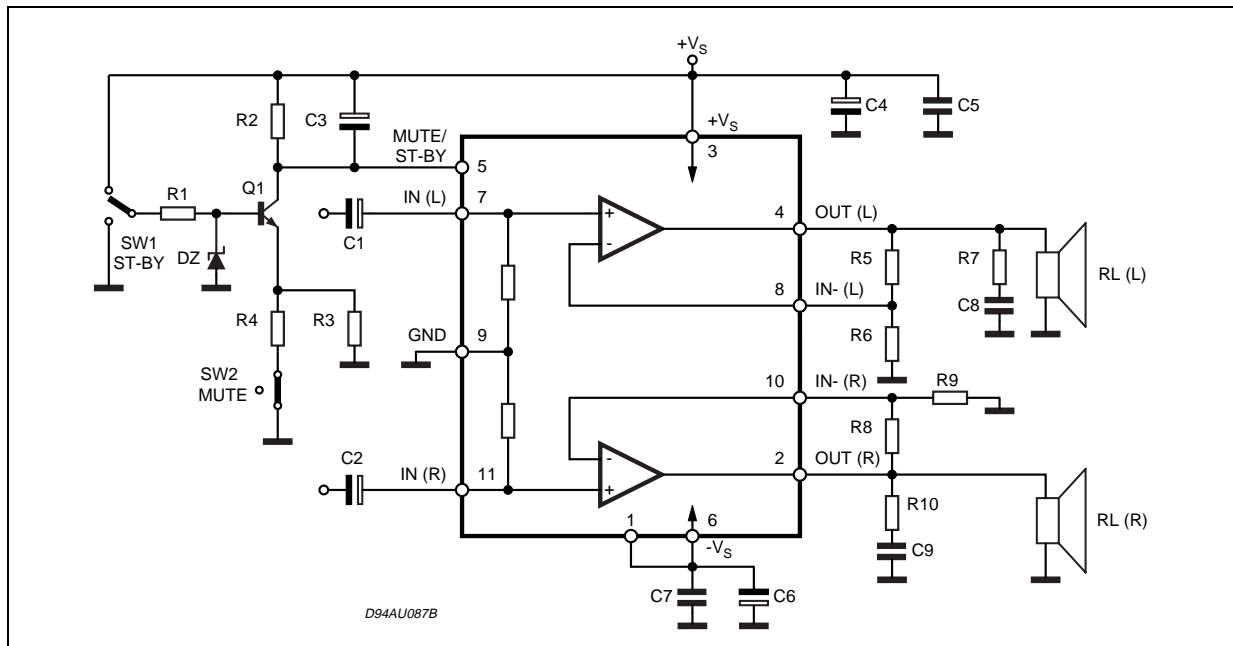 +VS
R2
C3
C4
C5
MUTE/
ST-BY
5
+VS
3
R1
Q1
IN (L)
7
4
OUT (L)
+
-
C1
SW1
ST-BY
DZ
R5
R7
RL (L)
8
IN- (L)
C8
R4
R3
GND
9
R6
SW2
MUTE
10
IN- (R)
R9
R8
C2
IN (R)
11
-
+
2
OUT (R)
R10
RL (R)
1
6
-VS
C9
C7
C6
D94AU087B